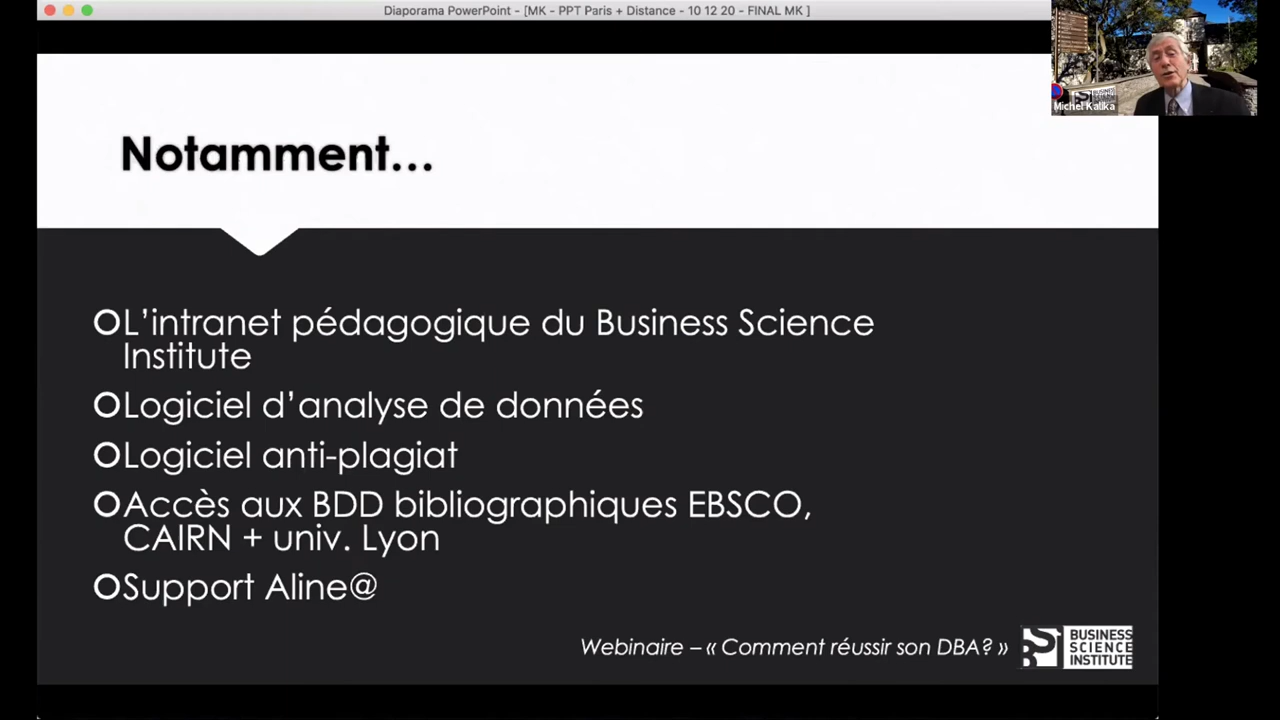 Diaporama PowerPoint - [MK - PPT Paris + Distance - 10 12 20 - FINAL MK ]
Michel Kalika
Notamment...
L'intranet pédagogique du Business Science
Institute
Logiciel d'analyse de données
Logiciel anti-plagiat
Accès aux BDD bibliographiques EBSCO,
CAIRN + univ. Lyon
Support Aline@
Webinaire – « Comment réussir son DBA? »
BUSINESS
SCIENCE
INSTITUTE